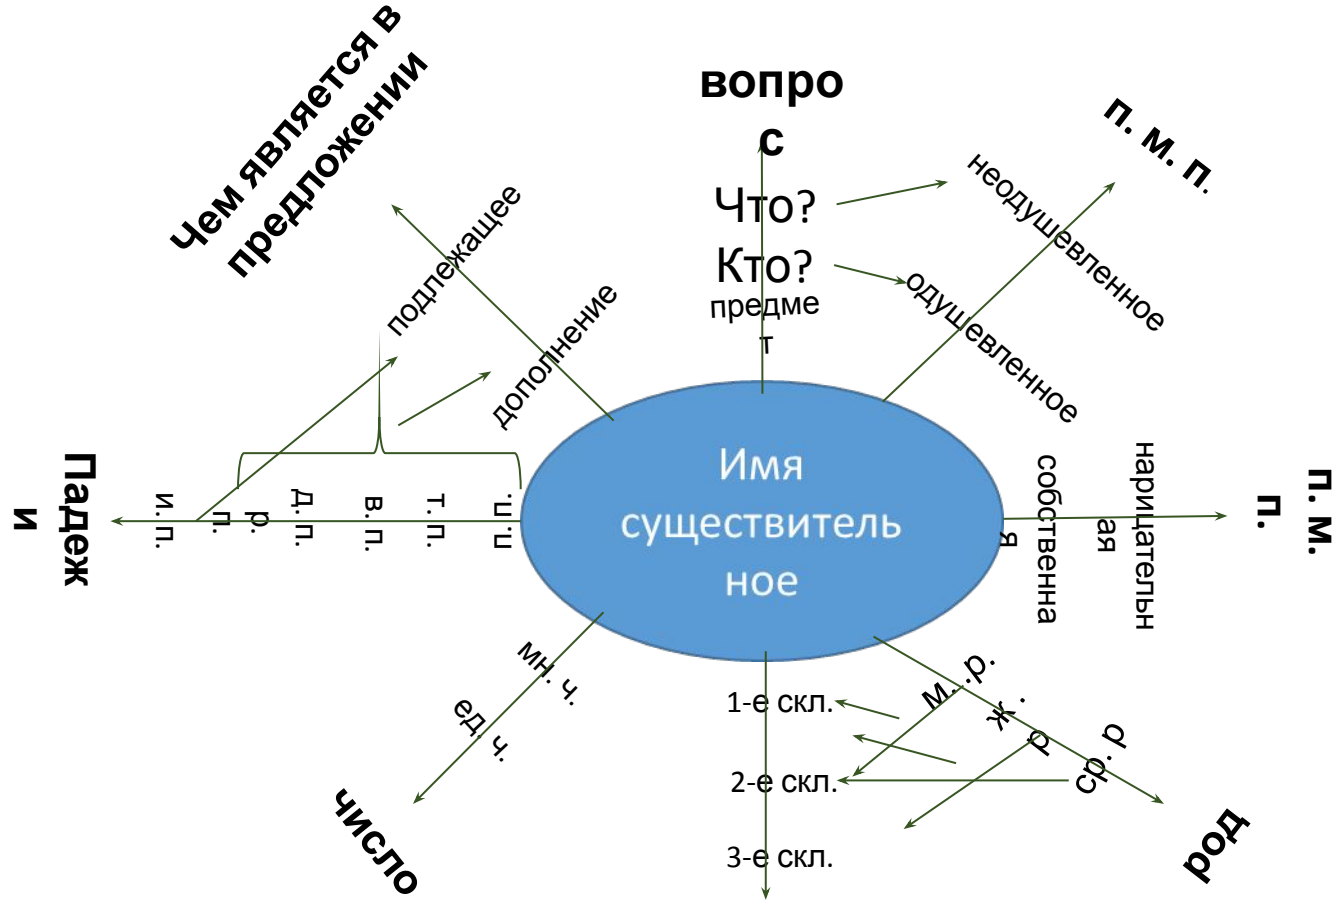 Чем является в
предложении
подлежащее
дополнение
вопро
с
Что?
Кто?
предме
т
п. м. п.
неодушевленное
одушевленное
Имя
существитель
ное
собственна
я
нарицательн
ая
п. м.
п.
Падеж
и
и. п.
р.
п.
д. п.
в. п.
т. п.
п. п.
мн. ч.
ед. ч.
число
1-е скл.
2-е скл.
3-е скл.
м. .р.
ж .
р
ср. р
род